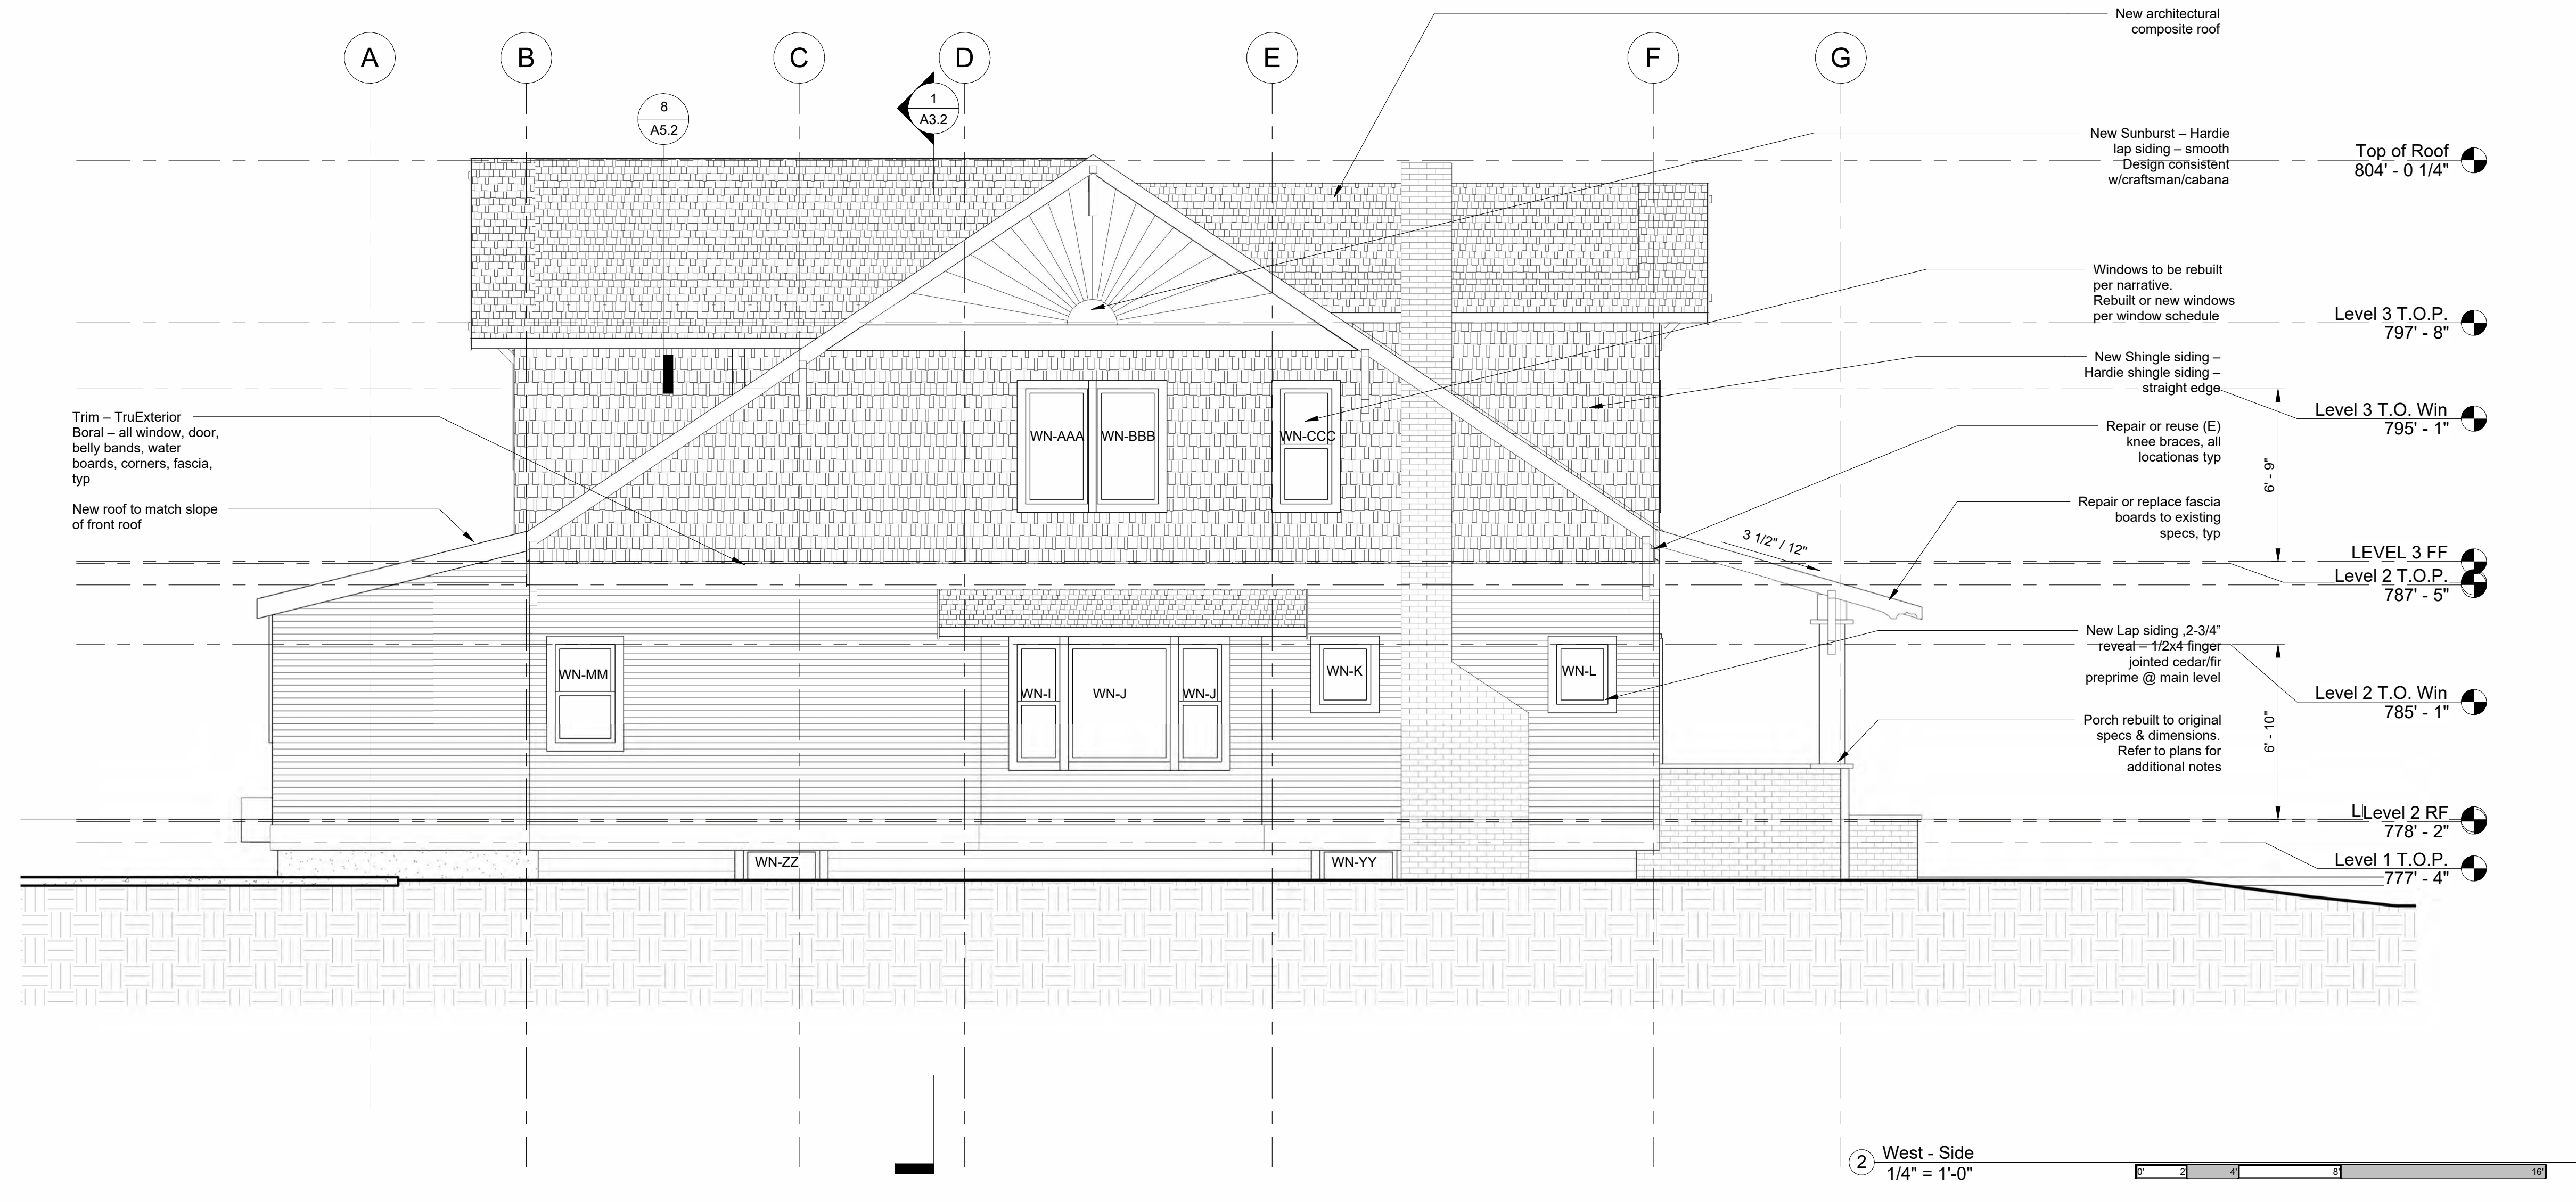 New architectural
composite roof
A
B
C
D
E
F
G
8
A5.2
1
A3.2
New Sunburst – Hardie
lap siding – smooth
Design consistent
w/craftsman/cabana
Top of Roof
804' - 0 1/4"
Windows to be rebuilt
per narrative.
Rebuilt or new windows
per window schedule
Level 3 T.O.P.
797' - 8"
New Shingle siding –
Hardie shingle siding –
straight edge
Level 3 T.O. Win
795' - 1"
Trim – TruExterior
Boral – all window, door,
belly bands, water
boards, corners, fascia,
typ
WN-AAA
WN-BBB
WN-CCC
Repair or reuse (E)
knee braces, all
locationas typ
6' - 9"
New roof to match slope
of front roof
Repair or replace fascia
boards to existing
specs, typ
3 1/2" / 12"
LEVEL 3 FF
Level 2 T.O.P.
787' - 5"
New Lap siding ,2-3/4”
reveal – 1/2x4 finger
jointed cedar/fir
preprime @ main level
WN-MM
WN-I
WN-J
WN-J
WN-K
WN-L
Level 2 T.O. Win
785' - 1"
Porch rebuilt to original
specs & dimensions.
Refer to plans for
additional notes
6' - 10"
Level 2 RF
778' - 2"
WN-ZZ
WN-YY
Level 1 T.O.P.
777' - 4"
2
West - Side
1/4" = 1'-0"
0'
2'
4'
8'
16'